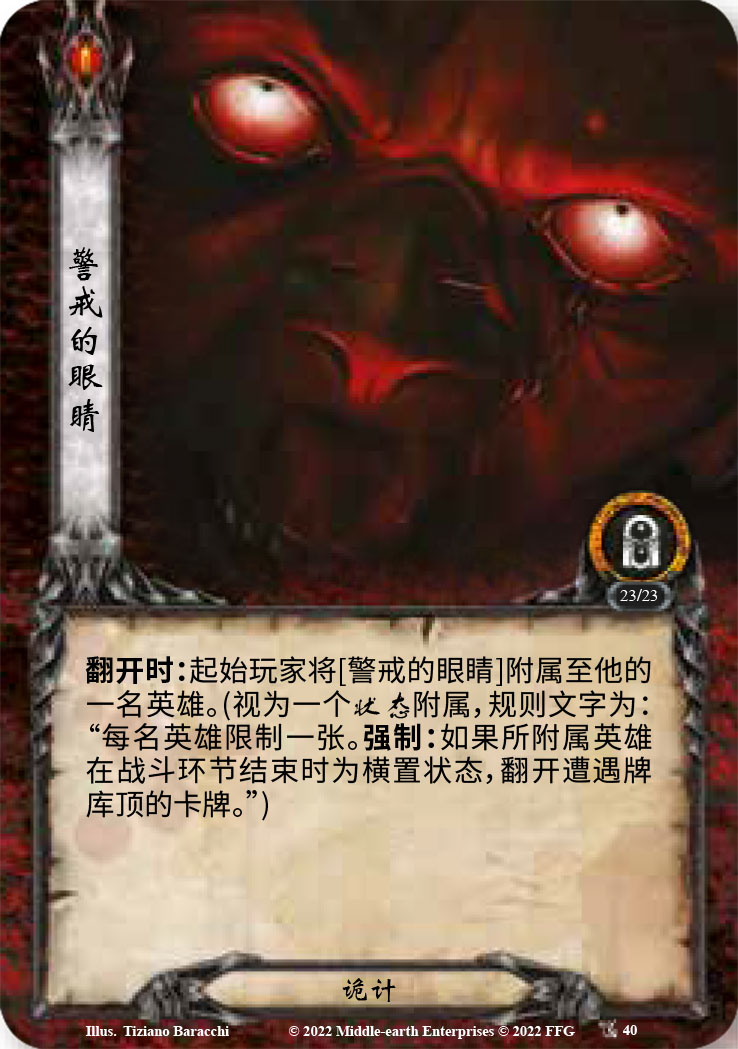 警戒的眼睛
23/23
翻开时：起始玩家将[警戒的眼睛]附属至他的
一名英雄。(视为一个状态附属，规则文字为：
“每名英雄限制一张。强制：如果所附属英雄
在战斗环节结束时为横置状态，翻开遭遇牌
库顶的卡牌。”)
诡计
Illus. Tiziano Baracchi
© 2022 Middle-earth Enterprises © 2022 FFG
40